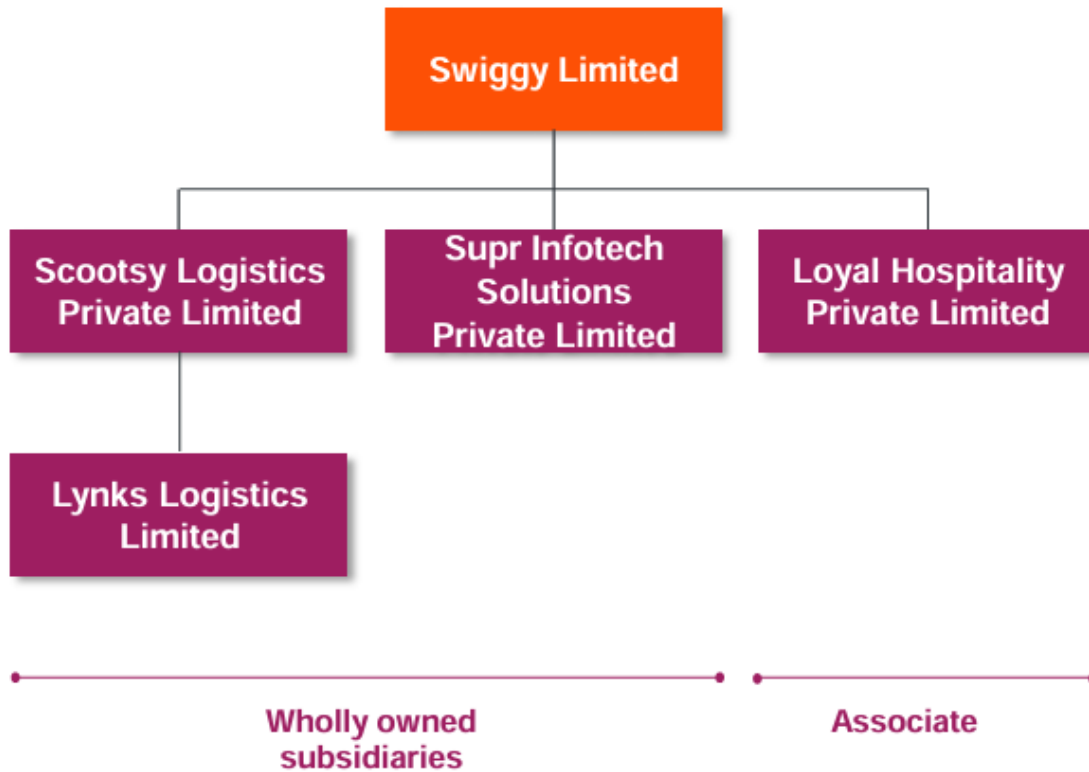 Swiggy Limited
Scootsy Logistics
Private Limited
Supr Infotech
Solutions
Private Limited
Loyal Hospitality
Private Limited
Lynks Logistics
Limited
Wholly owned
subsidiaries
Associate